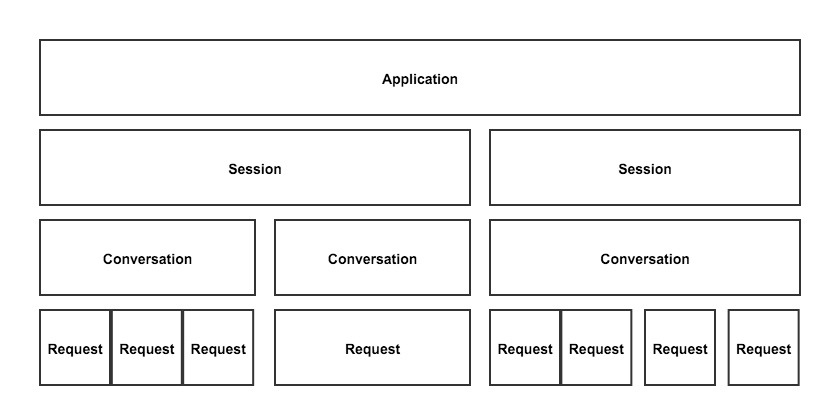 Application
Session
Session
Conversation
Conversation
Conversation
Request
Request
Request
Request
Request
Request
Request
Request